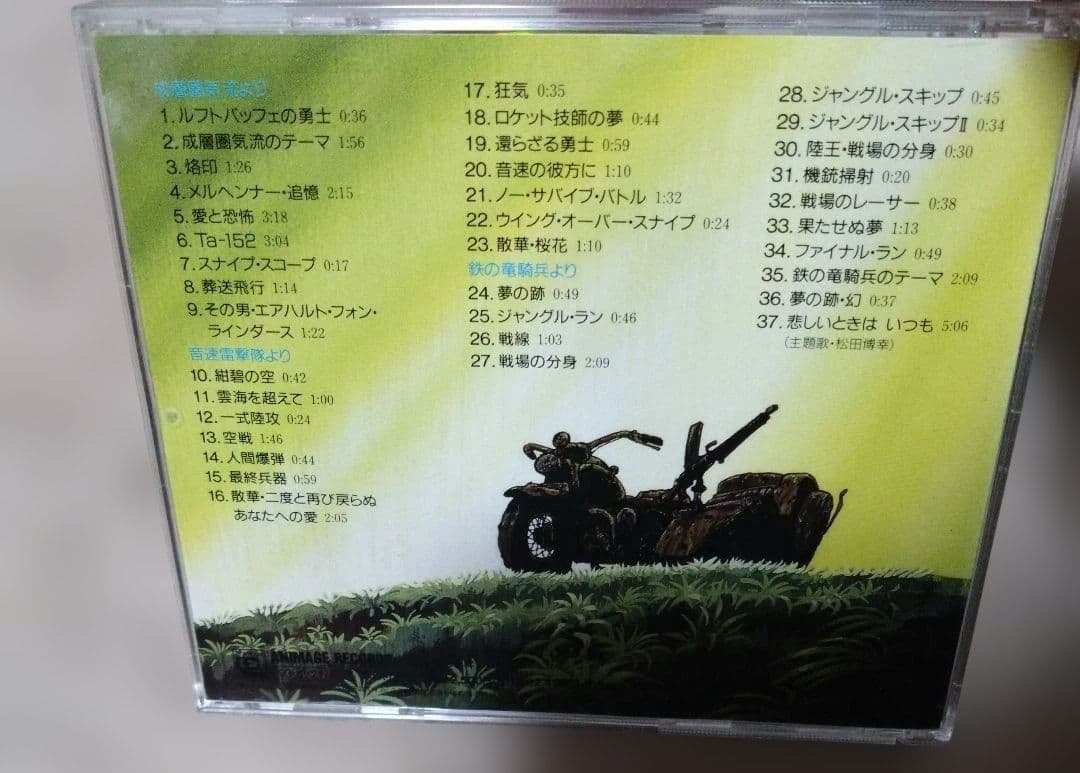 成層圏気流より
1.ルフトバッフェの勇士 0:36
2.成層圏気流のテーマ 1:56
3.烙印 1:26
4.メルヘンナー・追憶 2:15
5.愛と恐怖 3:18
6.Ta-152 3:04
7.スナイプ・スコープ 0:17
8.葬送飛行 1:14
9.その男・エアハルト・フォン・
ラインダース 1:22
音速雷撃隊より
10.紺碧の空 0:42
11.雲海を超えて 1:00
12.一式陸攻 0:24
13.空戦 1:46
14.人間爆弾 0:44
15.最終兵器 0:59
16.散華・二度と再び戻らぬ
あなたへの愛 2:05
17.狂気 0:35
18.ロケット技師の夢 0:44
19.還らざる勇士 0:59
20.音速の彼方に 1:10
21.ノー・サバイブ・バトル 1:32
22.ウイング・オーバー・スナイプ 0:24
23.散華・桜花 1:10
鉄の竜騎兵より
24.夢の跡 0:49
25.ジャングル・ラン 0:46
26.戦線 1:03
27.戦場の分身 2:09
28.ジャングル・スキップ 0:45
29.ジャングル・スキップⅡ 0:34
30.陸王・戦場の分身 0:30
31.機銃掃射 0:20
32.戦場のレーサー 0:38
33.果たせぬ夢 1:13
34.ファイナル・ラン 0:49
35.鉄の竜騎兵のテーマ 2:09
36.夢の跡・幻 0:37
37.悲しいときは いつも 5:06
(主題歌・松田博幸)
ANIMAGE RECORDS